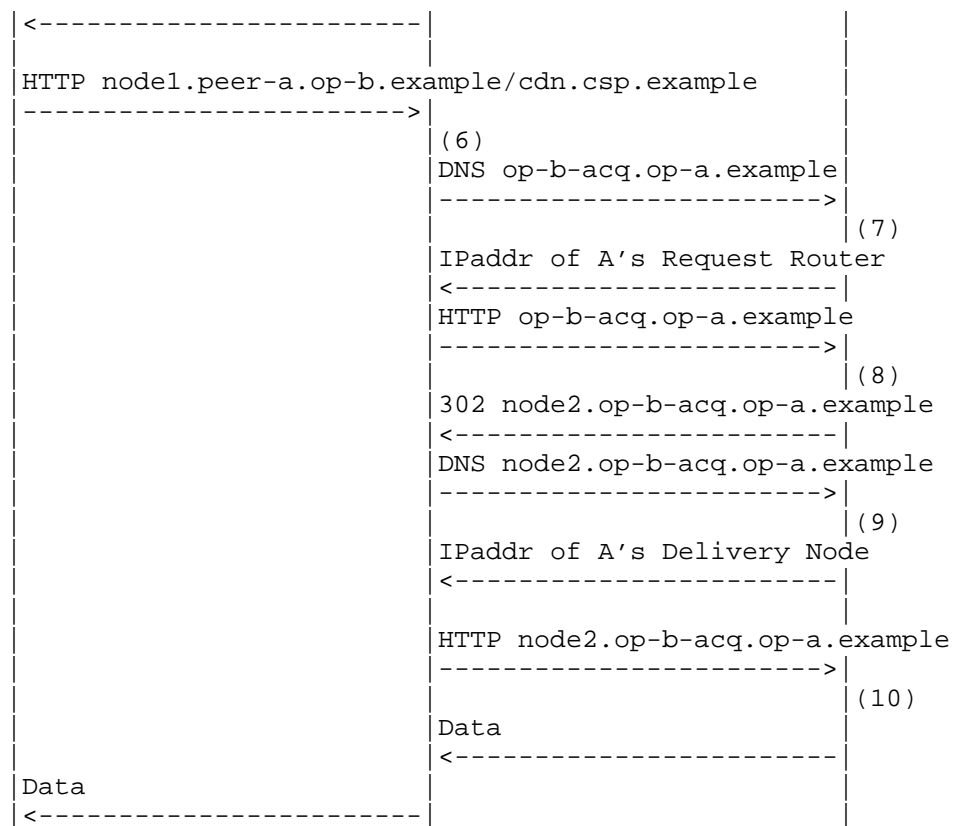 HTTP node1.peer-a.op-b.example/cdn.csp.example
(6)
DNS op-b-acq.op-a.example
(7)
IPaddr of A's Request Router
HTTP op-b-acq.op-a.example
(8)
302 node2.op-b-acq.op-a.example
DNS node2.op-b-acq.op-a.example
(9)
IPaddr of A's Delivery Node
HTTP node2.op-b-acq.op-a.example
(10)
Data
Data